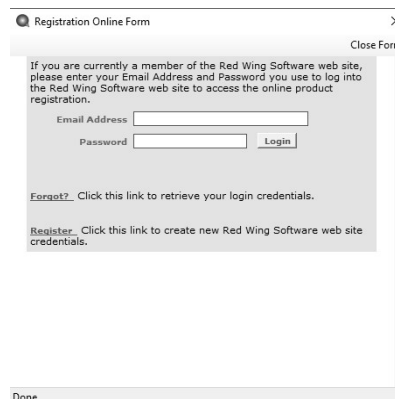 Registration Online Form
Close For
If you are currently a member of the Red Wing Software web site,
please enter your Email Address and Password you use to log into
the Red Wing Software web site to access the online product
registration.
Email Address
Password Login
Forgot? Click this link to retrieve your login credentials.
Register Click this link to create new Red Wing Software web site
credentials.
Done